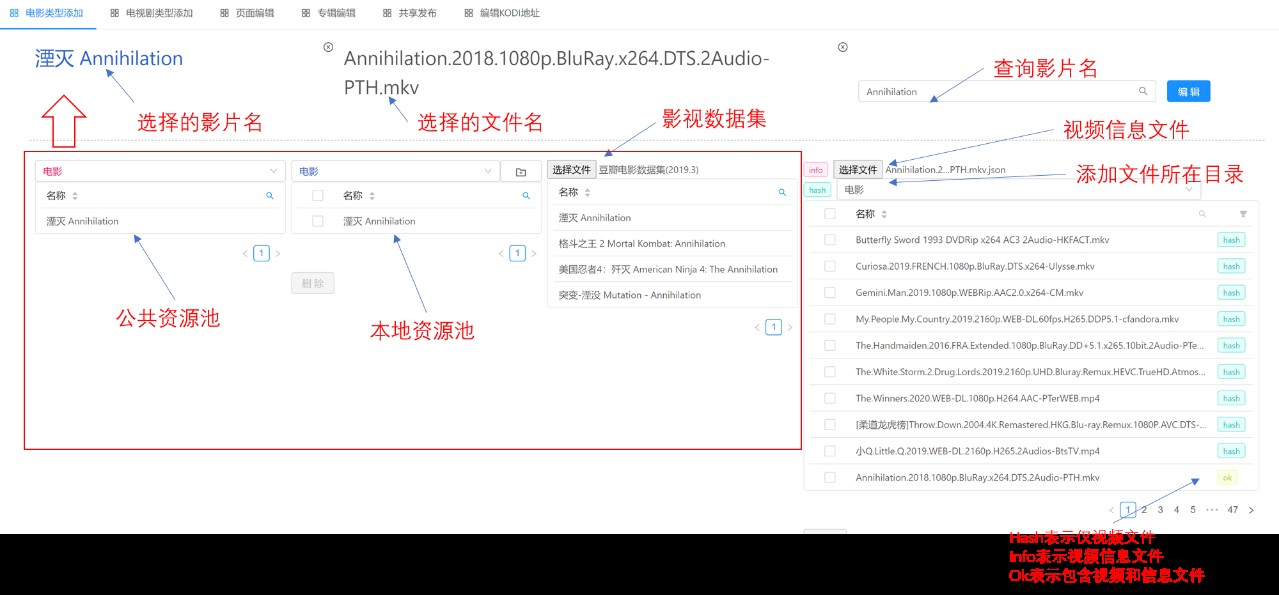 电影类型添加 电视剧类型添加 页面编辑 专辑编辑 共享发布 编辑KODI地址
湮灭 Annihilation
Annihilation.2018.1080p.BluRay.x264.DTS.2Audio-
PTH.mkv
选择的影片名
选择的文件名
影视数据集
查询影片名
Annihilation
编 辑
视频信息文件
添加文件所在目录
电影
名称
湮灭 Annihilation
1
公共资源池
电影
名称
湮灭 Annihilation
1
删 除
本地资源池
选择文件 豆瓣电影数据集(2019.3)
名称
湮灭 Annihilation
格斗之王 2 Mortal Kombat: Annihilation
美国忍者4：歼灭 American Ninja 4: The Annihilation
突变-湮没 Mutation - Annihilation
1
info 选择文件 Annihilation.2...PTH.mkv.json
hash 电影
名称
Butterfly Sword 1993 DVDRip x264 AC3 2Audio-HKFACT.mkv hash
Curiosa.2019.FRENCH.1080p.BluRay.DTS.x264-Ulysse.mkv hash
Gemini.Man.2019.1080p.WEBRip.AAC2.0.x264-CM.mkv hash
My.People.My.Country.2019.2160p.WEB-DL.60fps.H265.DDP5.1-cfandora.mkv hash
The.Handmaiden.2016.FRA.Extended.1080p.BluRay.DD+5.1.x265.10bit.2Audio-PTe... hash
The.White.Storm.2.Drug.Lords.2019.2160p.UHD.Bluray.Remux.HEVC.TrueHD.Atmos... hash
The.Winners.2020.WEB-DL.1080p.H264.AAC-PTerWEB.mp4 hash
[柔道龙虎榜]Throw.Down.2004.4K.Remastered.HKG.Blu-ray.Remux.1080P.AVC.DTS-... hash
小Q.Little.Q.2019.WEB-DL.2160p.H265.2Audios-BtsTV.mp4 hash
Annihilation.2018.1080p.BluRay.x264.DTS.2Audio-PTH.mkv ok
1 2 3 4 5 ••• 47
Hash表示仅视频文件
Info表示视频信息文件
Ok表示包含视频和信息文件